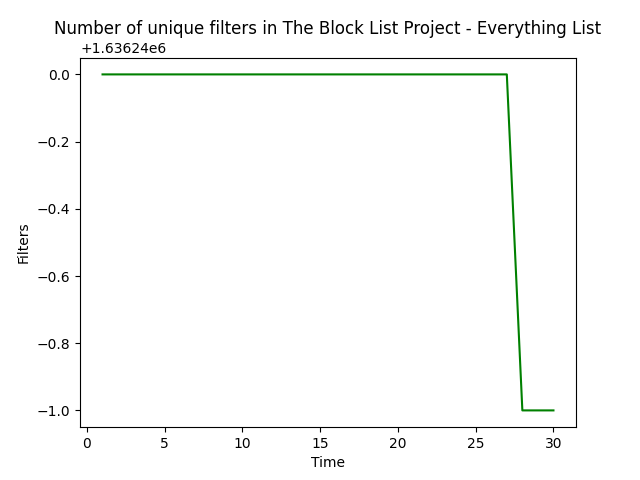 Number of unique filters in The Block List Project - Everything List
+1.63624e6
0.0
−0.2
−0.4
−0.6
−0.8
−1.0
Filters
0 5 10 15 20 25 30
Time